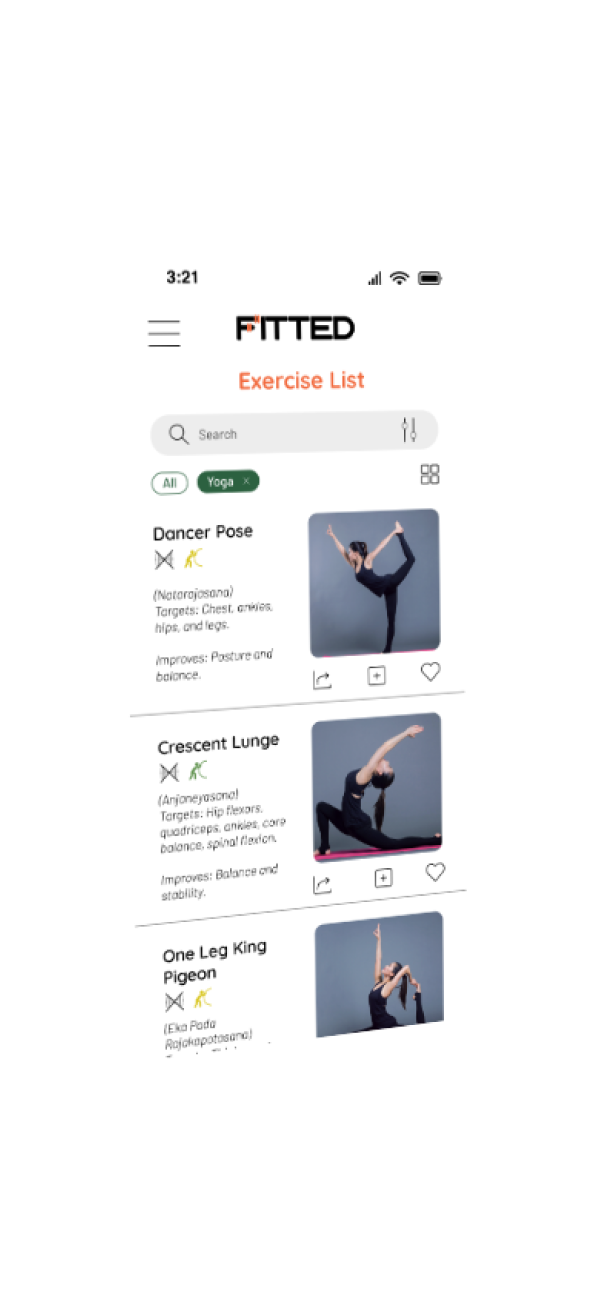 3:21
FITTED
Exercise List
Search
All
Yoga ×
Dancer Pose
(Natarajasana)
Targets: Chest, ankles,
hips, and legs.
Improves: Posture and
balance.
Crescent Lunge
(Anjaneyasana)
Targets: Hip flexors,
quadriceps, ankles, core
balance, spinal flexion.
Improves: Balance and
stability.
One Leg King
Pigeon
(Eka Pada
Rajakapotasana)